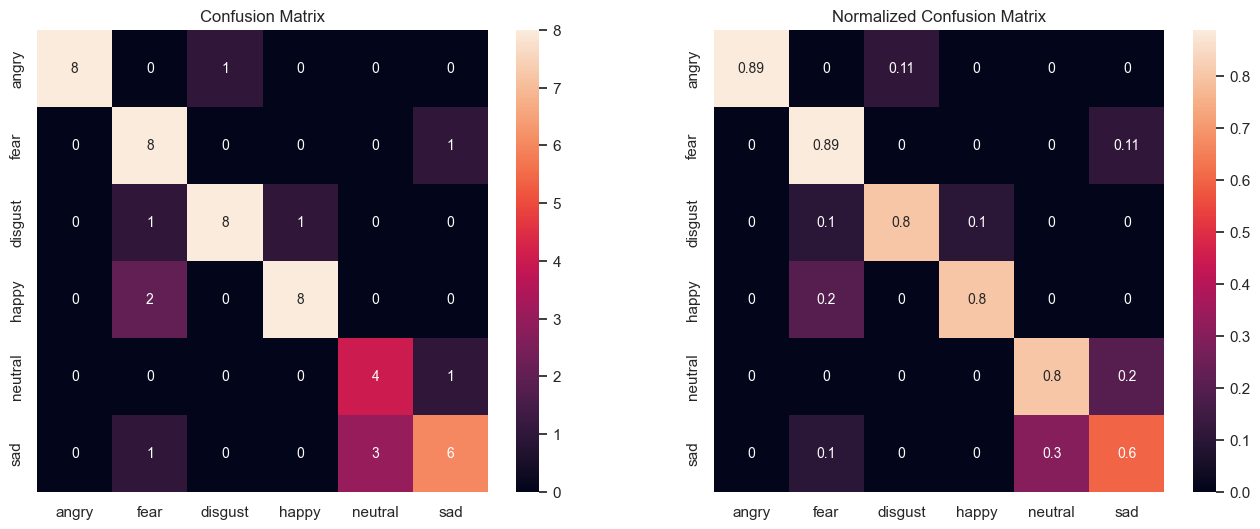 Confusion Matrix
angry 8 0 1 0 0 0
fear 0 8 0 0 0 1
disgust 0 1 8 1 0 0
happy 0 2 0 8 0 0
neutral 0 0 0 0 4 1
sad 0 1 0 0 3 6
angry fear disgust happy neutral sad
8
7
6
5
4
3
2
1
0
Normalized Confusion Matrix
angry 0.89 0 0.11 0 0 0
fear 0 0.89 0 0 0 0.11
disgust 0 0.1 0.8 0.1 0 0
happy 0 0.2 0 0.8 0 0
neutral 0 0 0 0 0.8 0.2
sad 0 0.1 0 0 0.3 0.6
angry fear disgust happy neutral sad
0.8
0.7
0.6
0.5
0.4
0.3
0.2
0.1
0.0